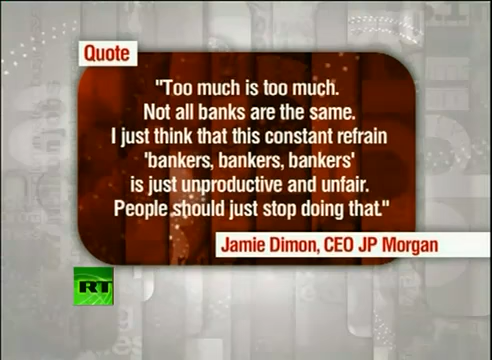 Quote
"Too much is too much.
Not all banks are the same.
I just think that this constant refrain
'bankers, bankers, bankers'
is just unproductive and unfair.
People should just stop doing that."
Jamie Dimon, CEO JP Morgan
RT